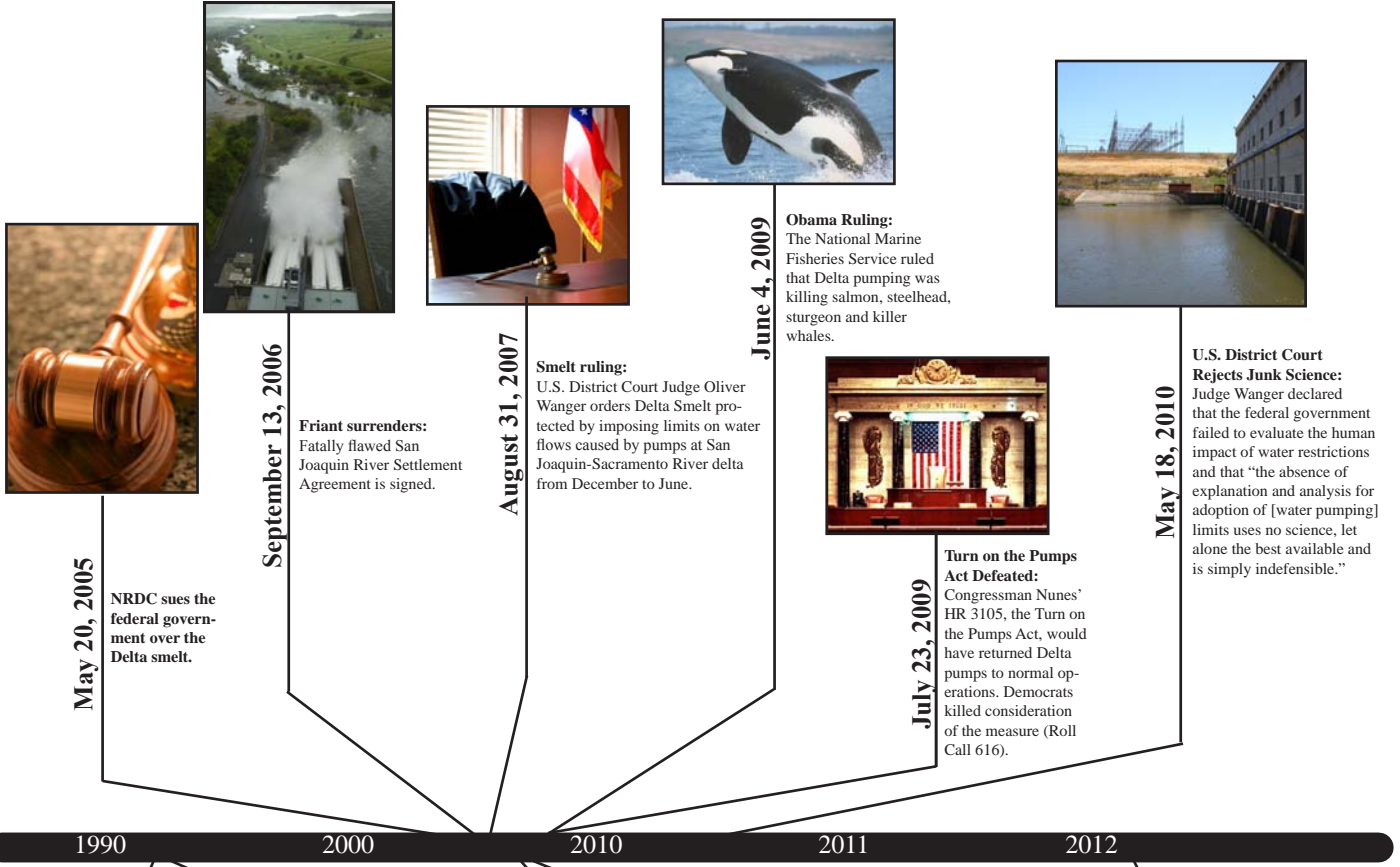 May 20, 2005
NRDC sues the
federal govern-
ment over the
Delta smelt.
September 13, 2006
Friant surrenders:
Fatally flawed San
Joaquin River Settlement
Agreement is signed.
August 31, 2007
Smelt ruling:
U.S. District Court Judge Oliver
Wanger orders Delta Smelt pro-
tected by imposing limits on water
flows caused by pumps at San
Joaquin-Sacramento River delta
from December to June.
June 4, 2009
Obama Ruling:
The National Marine
Fisheries Service ruled
that Delta pumping was
killing salmon, steelhead,
sturgeon and killer
whales.
July 23, 2009
Turn on the Pumps
Act Defeated:
Congressman Nunes’
HR 3105, the Turn on
the Pumps Act, would
have returned Delta
pumps to normal op-
erations. Democrats
killed consideration
of the measure (Roll
Call 616).
May 18, 2010
U.S. District Court
Rejects Junk Science:
Judge Wanger declared
that the federal government
failed to evaluate the human
impact of water restrictions
and that “the absence of
explanation and analysis for
adoption of [water pumping]
limits uses no science, let
alone the best available and
is simply indefensible.”
1990 2000 2010 2011 2012